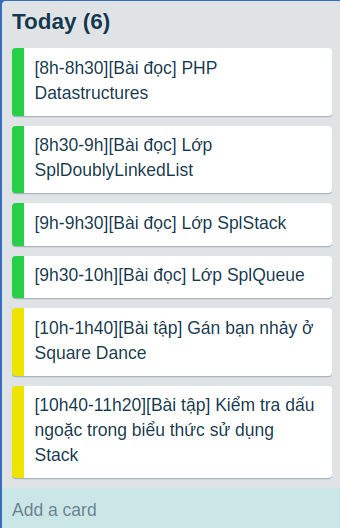 Today (6)
[8h-8h30][Bài đọc] PHP
Datastructures
[8h30-9h][Bài đọc] Lớp
SplDoublyLinkedList
[9h-9h30][Bài đọc] Lớp SplStack
[9h30-10h][Bài đọc] Lớp SplQueue
[10h-1h40][Bài tập] Gán bạn nhảy ở
Square Dance
[10h40-11h20][Bài tập] Kiểm tra dấu
ngoặc trong biểu thức sử dụng
Stack
Add a card